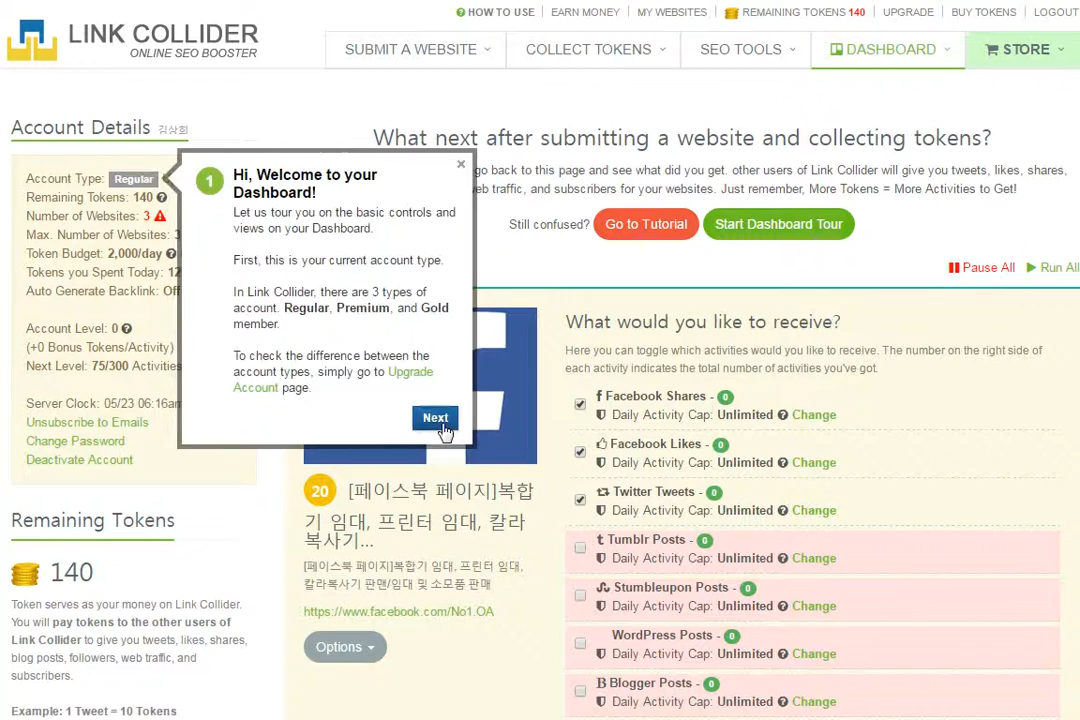 HOW TO USE
EARN MONEY
MY WEBSITES
REMAINING TOKENS 140
UPGRADE
BUY TOKENS
LOGOUT
LINK COLLIDER
ONLINE SEO BOOSTER
SUBMIT A WEBSITE
COLLECT TOKENS
SEO TOOLS
DASHBOARD
STORE
Account Details 김상희
Account Type: Regular
Remaining Tokens: 140
Number of Websites: 3
Max. Number of Websites: 3
Token Budget: 2,000/day
Tokens you Spent Today: 12
Auto Generate Backlink: Off
Account Level: 0
(+0 Bonus Tokens/Activity)
Next Level: 75/300 Activities
Server Clock: 05/23 06:16am
Unsubscribe to Emails
Change Password
Deactivate Account
Remaining Tokens
140
Token serves as your money on Link Collider.
You will pay tokens to the other users of
Link Collider to give you tweets, likes, shares,
blog posts, followers, web traffic, and
subscribers.
Example: 1 Tweet = 10 Tokens
1
Hi, Welcome to your
Dashboard!
Let us tour you on the basic controls and
views on your Dashboard.
First, this is your current account type.
In Link Collider, there are 3 types of
account. Regular, Premium, and Gold
member.
To check the difference between the
account types, simply go to Upgrade
Account page.
Next
What next after submitting a website and collecting tokens?
go back to this page and see what did you get. other users of Link Collider will give you tweets, likes, shares,
eb traffic, and subscribers for your websites. Just remember, More Tokens = More Activities to Get!
Still confused? Go to Tutorial Start Dashboard Tour
Pause All Run All
20 [페이스북 페이지]복합
기 임대, 프린터 임대, 칼라
복사기...
[페이스북 페이지]복합기 임대, 프린터 임대,
칼라복사기 판맨/임대 및 소모품 판매
https://www.facebook.com/No1.OA
Options
What would you like to receive?
Here you can toggle which activities would you like to receive. The number on the right side of
each activity indicates the total number of activities you've got.
Facebook Shares - 0
Daily Activity Cap: Unlimited Change
Facebook Likes - 0
Daily Activity Cap: Unlimited Change
Twitter Tweets - 0
Daily Activity Cap: Unlimited Change
Tumblr Posts - 0
Daily Activity Cap: Unlimited Change
Stumbleupon Posts - 0
Daily Activity Cap: Unlimited Change
WordPress Posts - 0
Daily Activity Cap: Unlimited Change
Blogger Posts - 0
Daily Activity Cap: Unlimited Change